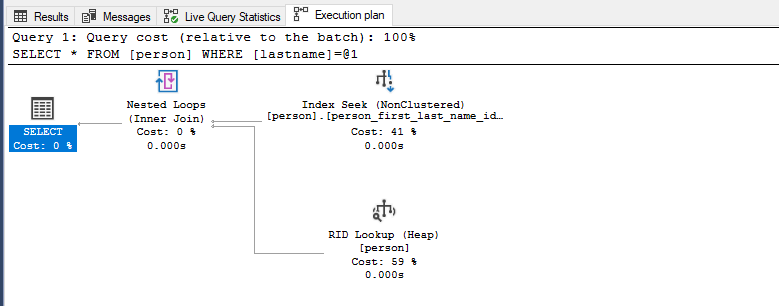 Results Messages Live Query Statistics Execution plan
Query 1: Query cost (relative to the batch): 100%
SELECT * FROM [person] WHERE [lastname]=@1
SELECT
Cost: 0 %
Nested Loops
(Inner Join)
Cost: 0 %
0.000s
Index Seek (NonClustered)
[person].[person_first_last_name_id…
Cost: 41 %
0.000s
RID Lookup (Heap)
[person]
Cost: 59 %
0.000s